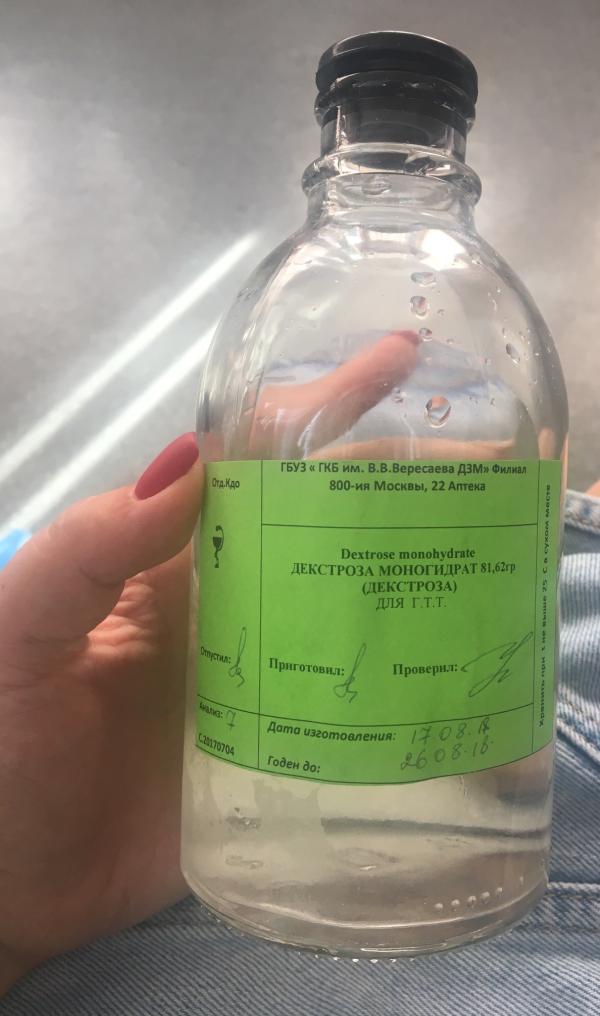 ГБУЗ « ГКБ им. В.В.Вересаева ДЗМ» Филиал
800-ия Москвы, 22 Аптека
Отд.Кдо
Dextrose monohydrate
ДЕКСТРОЗА МОНОГИДРАТ 81,62гр
(ДЕКСТРОЗА)
ДЛЯ Г.Т.Т.
Отпустил:
Приготовил:
Проверил:
Анализ: 7
С.20170704
Дата изготовления: 17 08.18
Годен до: 26 08.18.
Хранить при t не выше 25 С в сухом месте